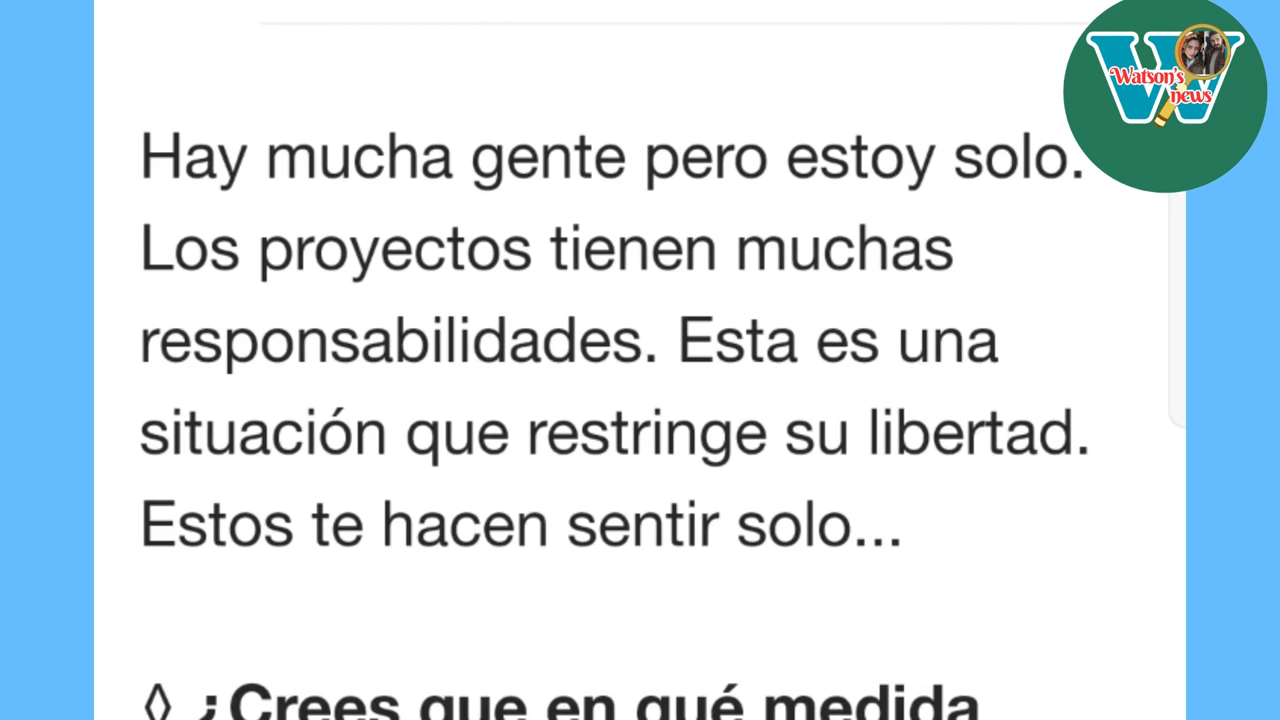 Watson's
news
Hay mucha gente pero estoy solo.
Los proyectos tienen muchas
responsabilidades. Esta es una
situación que restringe su libertad.
Estos te hacen sentir solo...
◊ ¿Crees que en qué medida